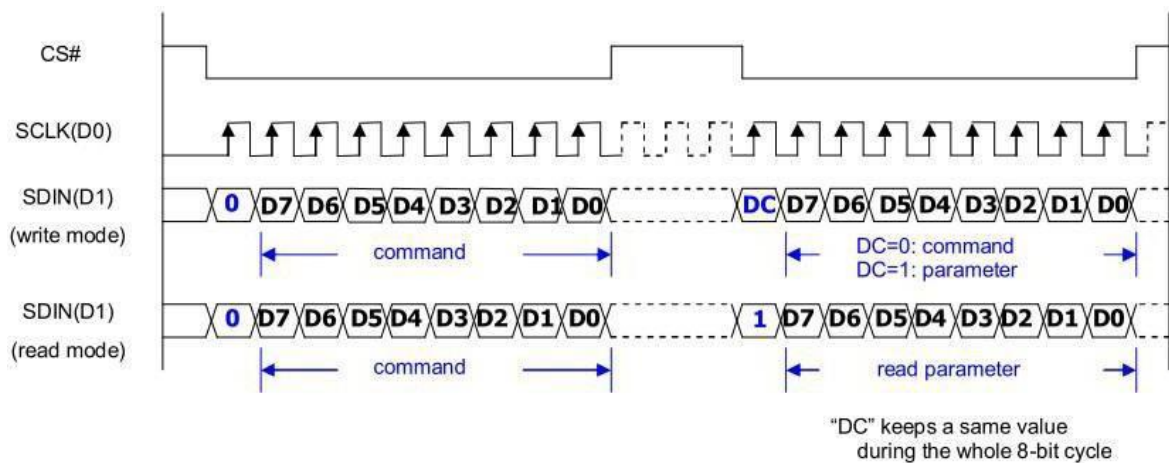 CS#
SCLK(D0)
SDIN(D1)
(write mode)
0 D7 D6 D5 D4 D3 D2 D1 D0
DC D7 D6 D5 D4 D3 D2 D1 D0
command
DC=0: command
DC=1: parameter
SDIN(D1)
(read mode)
0 D7 D6 D5 D4 D3 D2 D1 D0
1 D7 D6 D5 D4 D3 D2 D1 D0
command
read parameter
“DC” keeps a same value
during the whole 8-bit cycle